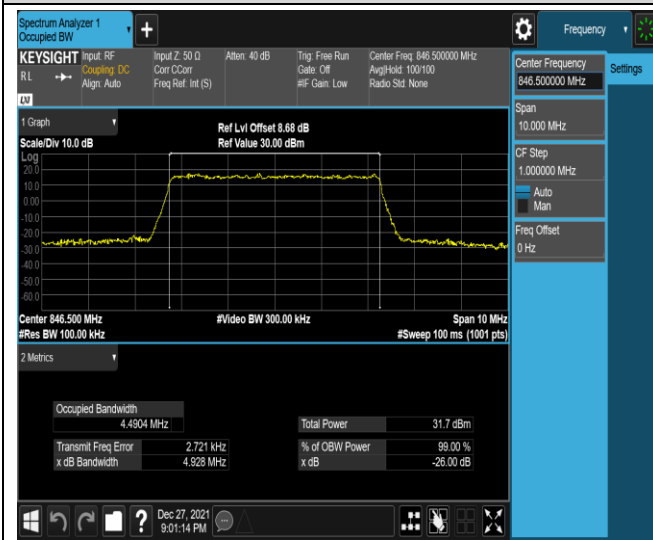 Spectrum Analyzer 1
Occupied BW
Frequency
KEYSIGHT
Input: RF
Coupling: DC
Align: Auto
Input Z: 50 Ω
Corr CCorr
Freq Ref: Int (S)
Atten: 40 dB
Trig: Free Run
Gate: Off
#IF Gain: Low
Center Freq: 846.500000 MHz
Avg|Hold: 100/100
Radio Std: None
R L
LXI
Center Frequency
846.500000 MHz
Settings
Span
10.000 MHz
CF Step
1.000000 MHz
Auto
Man
Freq Offset
0 Hz
1 Graph
Scale/Div 10.0 dB
Ref Lvl Offset 8.68 dB
Ref Value 30.00 dBm
Log
20.0
10.0
0.00
-10.0
-20.0
-30.0
-40.0
-50.0
-60.0
Center 846.500 MHz
#Res BW 100.00 kHz
#Video BW 300.00 kHz
Span 10 MHz
#Sweep 100 ms (1001 pts)
2 Metrics
Occupied Bandwidth
4.4904 MHz
Total Power 31.7 dBm
Transmit Freq Error 2.721 kHz
% of OBW Power 99.00 %
x dB Bandwidth 4.928 MHz
x dB -26.00 dB
?
Dec 27, 2021
9:01:14 PM